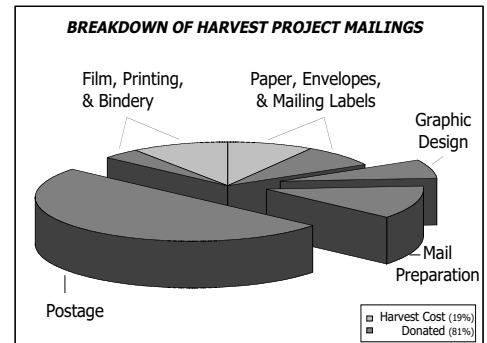 BREAKDOWN OF HARVEST PROJECT MAILINGS
Film, Printing,
& Bindery
Paper, Envelopes,
& Mailing Labels
Graphic
Design
Mail
Preparation
Postage
Harvest Cost (19%)
Donated (81%)